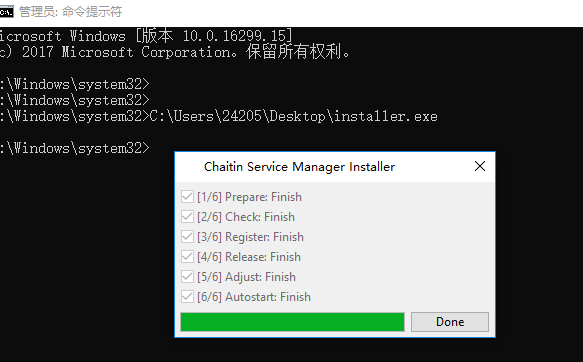 管理员: 命令提示符
icrosoft Windows [版本 10.0.16299.15]
c) 2017 Microsoft Corporation。保留所有权利。
:\Windows\system32>
:\Windows\system32>
:\Windows\system32>C:\Users\24205\Desktop\installer.exe
:\Windows\system32>
Chaitin Service Manager Installer
[1/6] Prepare: Finish
[2/6] Check: Finish
[3/6] Register: Finish
[4/6] Release: Finish
[5/6] Adjust: Finish
[6/6] Autostart: Finish
Done